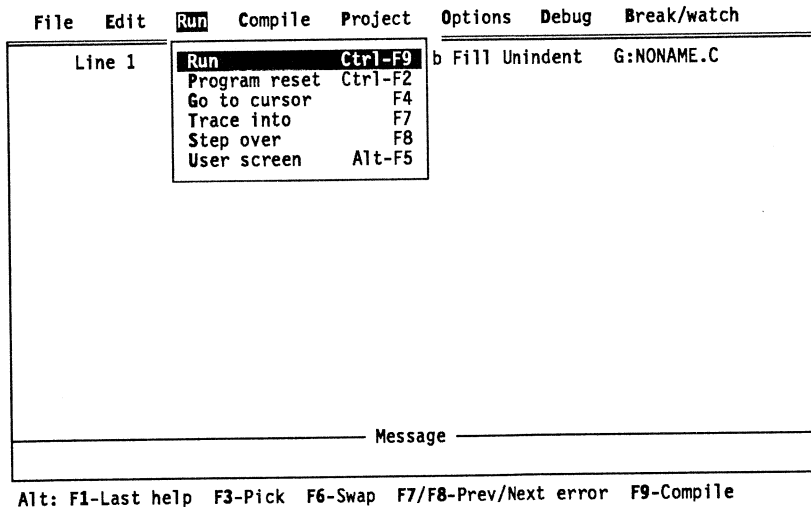 File Edit Run Compile Project Options Debug Break/watch
Line 1 b Fill Unindent G:NONAME.C
Run Ctrl-F9
Program reset Ctrl-F2
Go to cursor F4
Trace into F7
Step over F8
User screen Alt-F5
Message
Alt: F1-Last help F3-Pick F6-Swap F7/F8-Prev/Next error F9-Compile